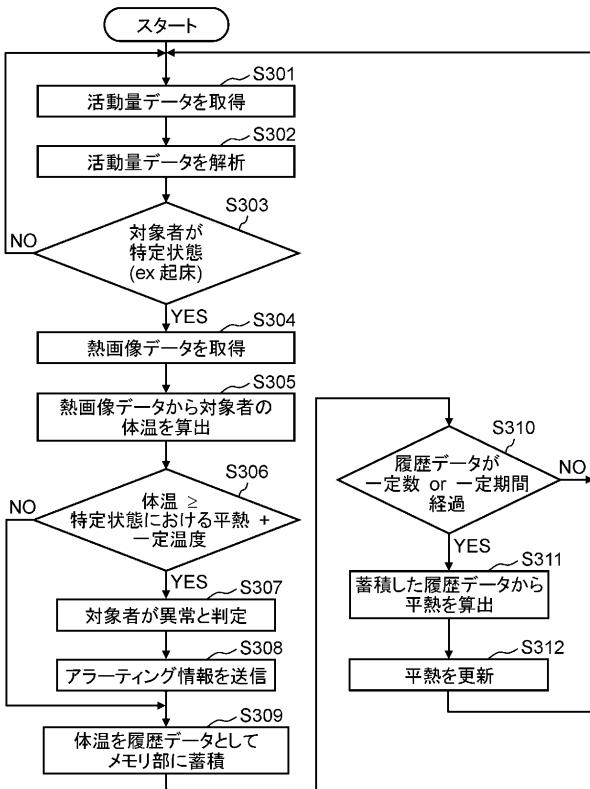 スタート
S301
活動量データを取得
S302
活動量データを解析
S303
対象者が
特定状態
(ex 起床)
NO
YES
S304
熱画像データを取得
S305
熱画像データから対象者の
体温を算出
S306
体温 ≥
特定状態における平熱 +
一定温度
NO
YES
S307
対象者が異常と判定
S308
アラーティング情報を送信
S309
体温を履歴データとして
メモリ部に蓄積
S310
履歴データが
一定数 or 一定期間
経過
NO
YES
S311
蓄積した履歴データから
平熱を算出
S312
平熱を更新